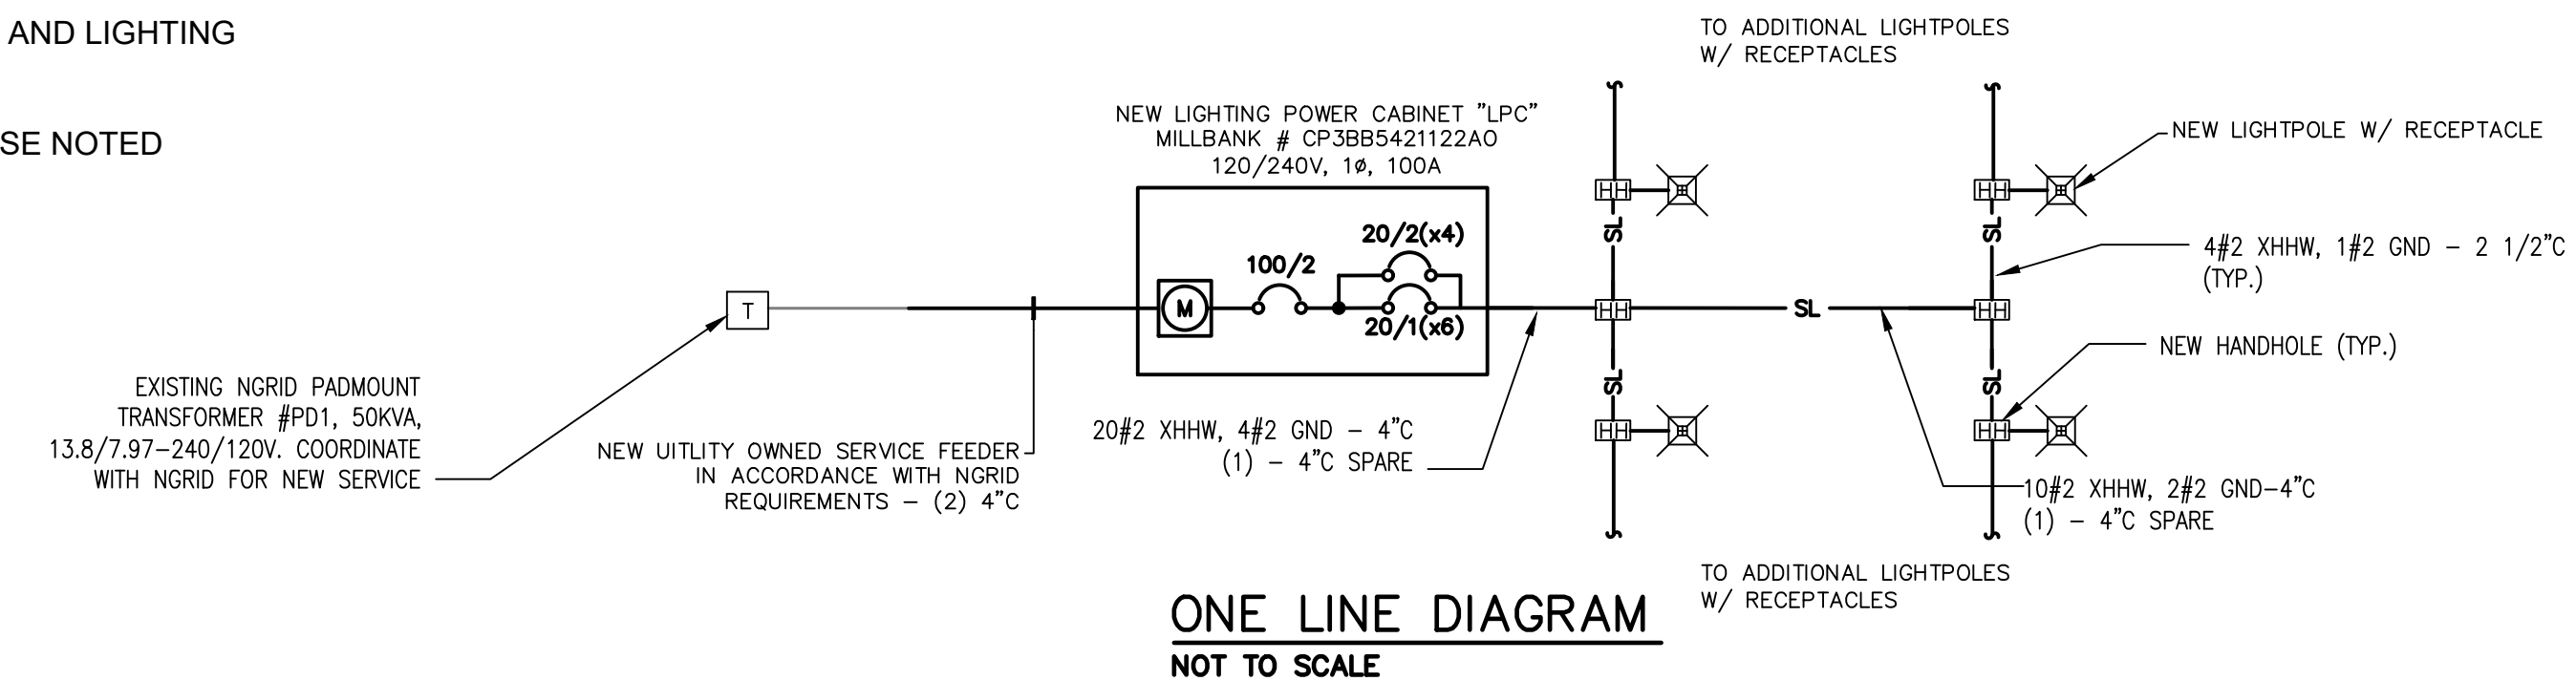 AND LIGHTING
SE NOTED
TO ADDITIONAL LIGHTPOLES
W/ RECEPTACLES
NEW LIGHTING POWER CABINET "LPC"
MILLBANK # CP3BB5421122AO
120/240V, 1ø, 100A
NEW LIGHTPOLE W/ RECEPTACLE
HH
HH
SL
SL
20/2(x4)
100/2
4#2 XHHW, 1#2 GND - 2 1/2"C
(TYP.)
T
M
HH
SL
HH
20/1(x6)
NEW HANDHOLE (TYP.)
SL
SL
EXISTING NGRID PADMOUNT
TRANSFORMER #PD1, 50KVA,
13.8/7.97-240/120V. COORDINATE
WITH NGRID FOR NEW SERVICE
NEW UITLITY OWNED SERVICE FEEDER
IN ACCORDANCE WITH NGRID
REQUIREMENTS - (2) 4"C
20#2 XHHW, 4#2 GND - 4"C
(1) - 4"C SPARE
HH
HH
10#2 XHHW, 2#2 GND-4"C
(1) - 4"C SPARE
TO ADDITIONAL LIGHTPOLES
W/ RECEPTACLES
ONE LINE DIAGRAM
NOT TO SCALE